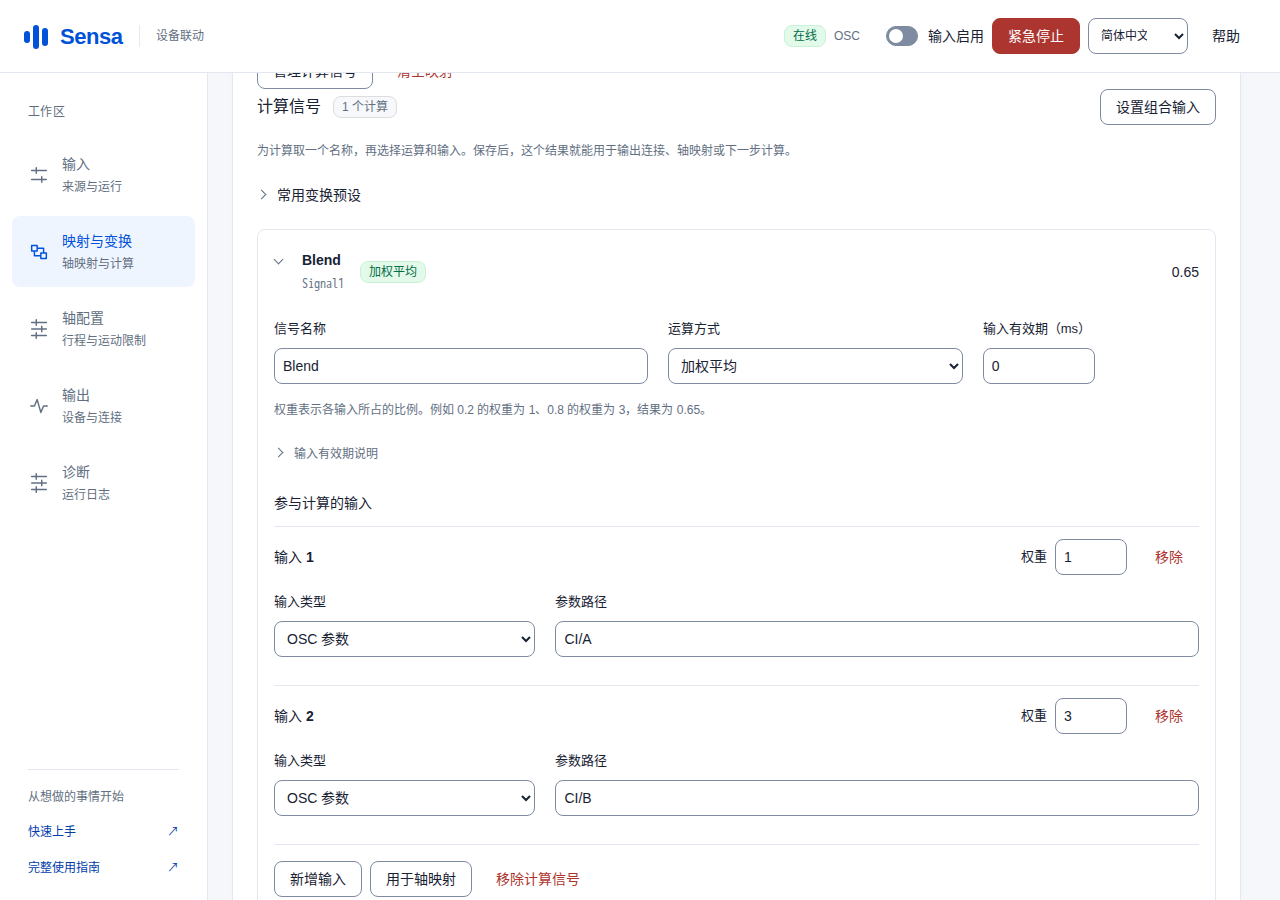 Sensa
设备联动
在线 OSC
输入启用
紧急停止
简体中文
帮助
工作区
输入
来源与运行
映射与变换
轴映射与计算
轴配置
行程与运动限制
输出
设备与连接
诊断
运行日志
从想做的事情开始
快速上手
完整使用指南
计算信号
1 个计算
设置组合输入
为计算取一个名称，再选择运算和输入。保存后，这个结果就能用于输出连接、轴映射或下一步计算。
常用变换预设
Blend
Signal1
加权平均
0.65
信号名称
运算方式
输入有效期（ms）
Blend
加权平均
0
权重表示各输入所占的比例。例如 0.2 的权重为 1、0.8 的权重为 3，结果为 0.65。
输入有效期说明
参与计算的输入
输入 1
权重
1
移除
输入类型
参数路径
OSC 参数
CI/A
输入 2
权重
3
移除
输入类型
参数路径
OSC 参数
CI/B
新增输入
用于轴映射
移除计算信号